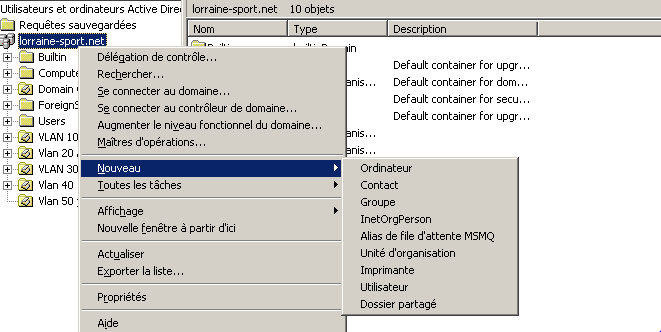 Utilisateurs et ordinateurs Active Direc
lorraine-sport.net 10 objets
Requêtes sauvegardées
Nom Type Description
lorraine-sport.net
Builtin
Délégation de contrôle...
Compute
Rechercher...
Default container for upgr...
Domain C
Se connecter au domaine...
Default container for dom...
ForeignS
Se connecter au contrôleur de domaine...
Default container for secu...
Users
Augmenter le niveau fonctionnel du domaine...
Default container for upgr...
VLAN 10
Maîtres d'opérations...
Vlan 20
VLAN 30
Nouveau
Ordinateur
Vlan 40
Toutes les tâches
Contact
Vlan 50
Groupe
Affichage
InetOrgPerson
Nouvelle fenêtre à partir d'ici
Alias de file d'attente MSMQ
Actualiser
Unité d'organisation
Exporter la liste...
Imprimante
Utilisateur
Propriétés
Dossier partagé
Aide